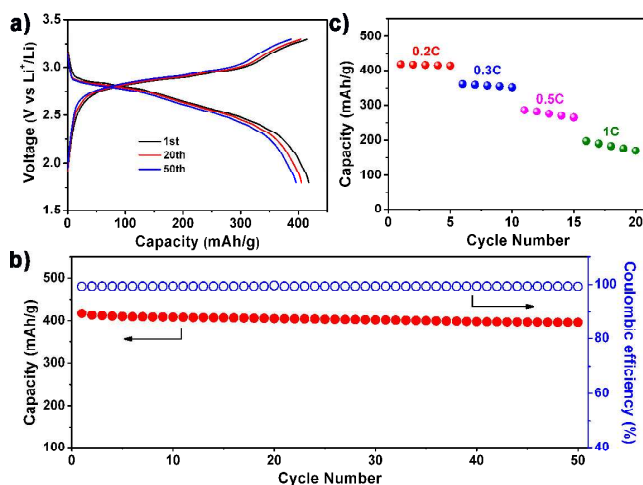 a)
3.5
3.0
2.5
2.0
1.5
Voltage (V vs Li⁺/Li)
1st
20th
50th
0 100 200 300 400 500
Capacity (mAh/g)
c)
500
400
300
200
100
0
Capacity (mAh/g)
0.2C
0.3C
0.5C
1C
0 5 10 15 20
Cycle Number
b)
500
400
300
200
100
Capacity (mAh/g)
120
100
80
60
40
Coulombic efficiency (%)
0 10 20 30 40 50
Cycle Number